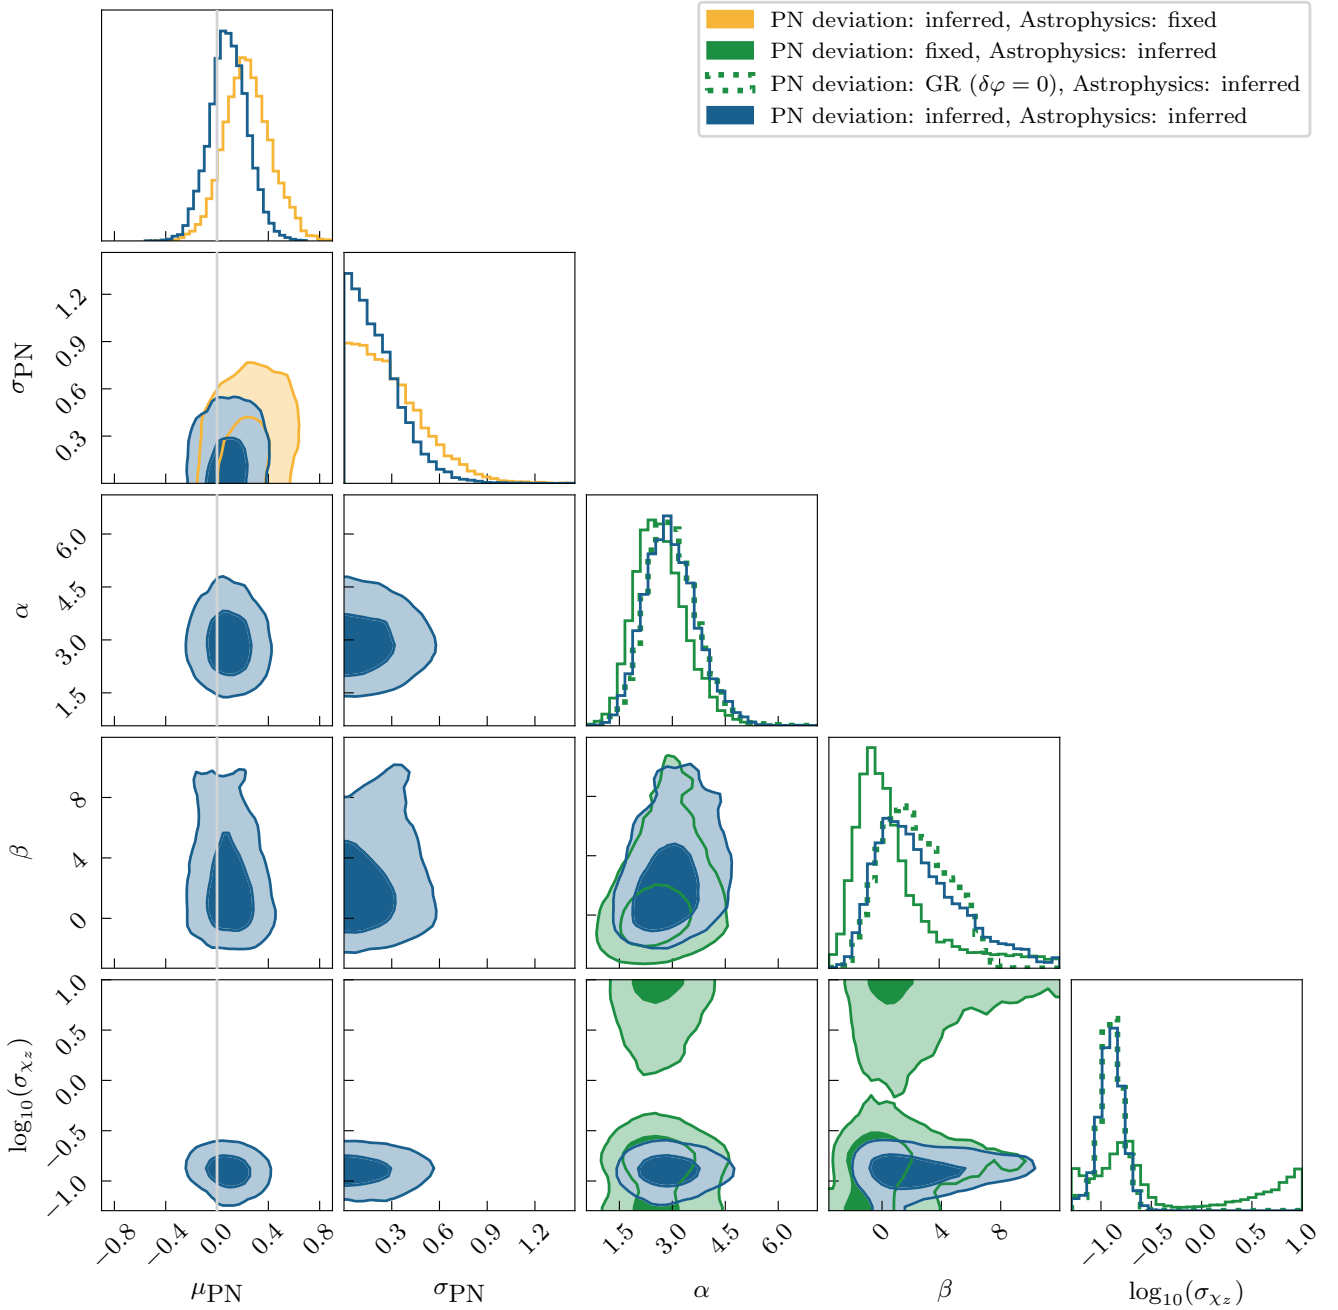 PN deviation: inferred, Astrophysics: fixed
PN deviation: fixed, Astrophysics: inferred
PN deviation: GR (δφ = 0), Astrophysics: inferred
PN deviation: inferred, Astrophysics: inferred
σPN
1.2
0.9
0.6
0.3
α
6.0
4.5
3.0
1.5
β
8
4
0
log₁₀(σχz)
1.0
0.5
0.0
−0.5
−1.0
−0.8 −0.4 0.0 0.4 0.8
0.3 0.6 0.9 1.2
1.5 3.0 4.5 6.0
0 4 8
−1.0 −0.5 0.0 0.5 1.0
μPN
σPN
α
β
log₁₀(σχz)